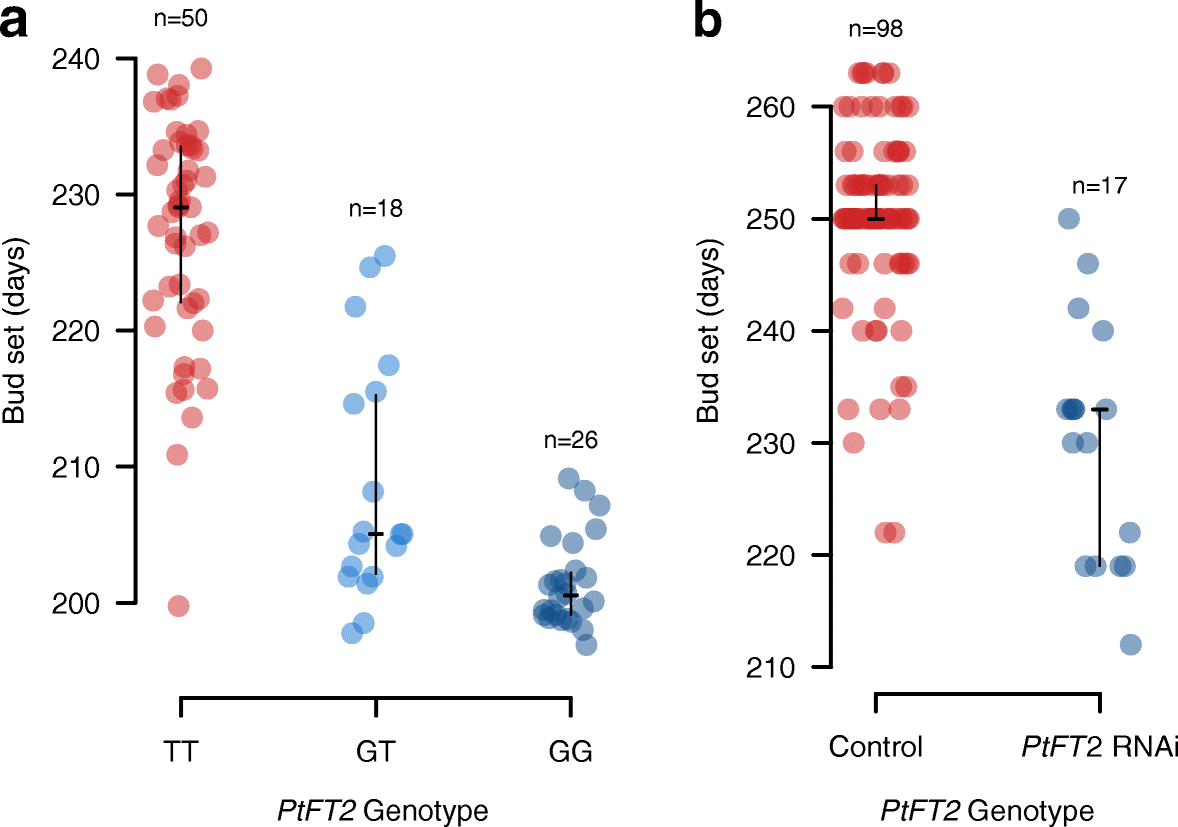 a
n=50
240
230
220
210
200
Bud set (days)
n=18
n=26
TT
GT
GG
PtFT2 Genotype
b
n=98
260
250
240
230
220
210
Bud set (days)
n=17
Control
PtFT2 RNAi
PtFT2 Genotype